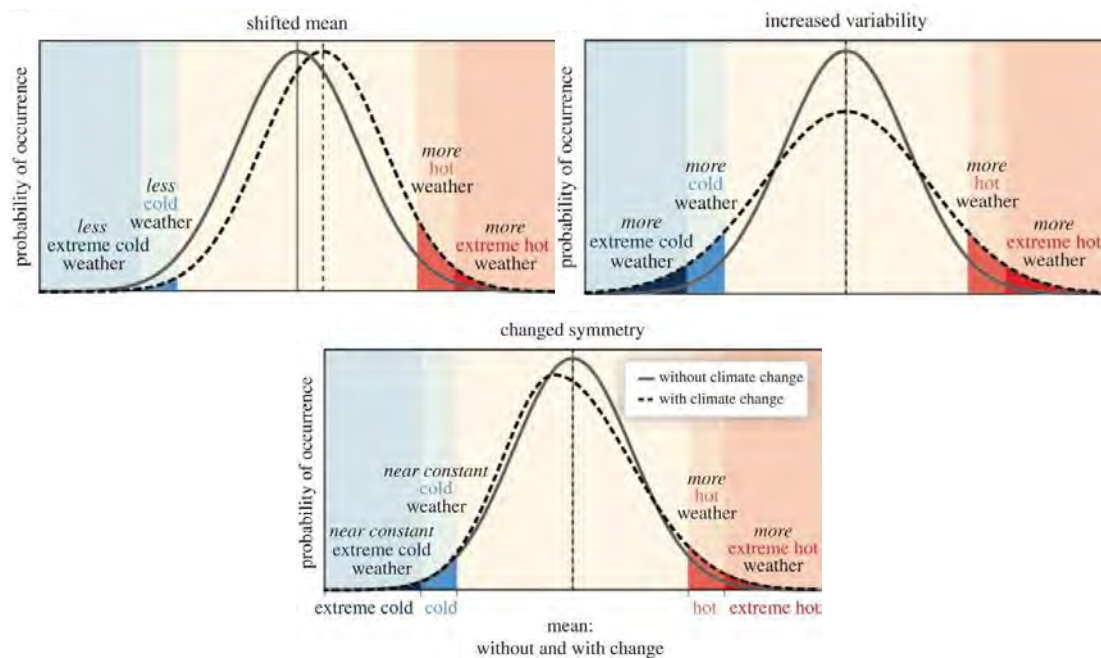 shifted mean
probability of occurrence
less
extreme cold
weather
less
cold
weather
more
hot
weather
more
extreme hot
weather
increased variability
probability of occurrence
more
extreme cold
weather
more
cold
weather
more
hot
weather
more
extreme hot
weather
changed symmetry
probability of occurrence
without climate change
with climate change
near constant
cold
weather
near constant
extreme cold
weather
more
hot
weather
more
extreme hot
weather
extreme cold
cold
hot
extreme hot
mean:
without and with change